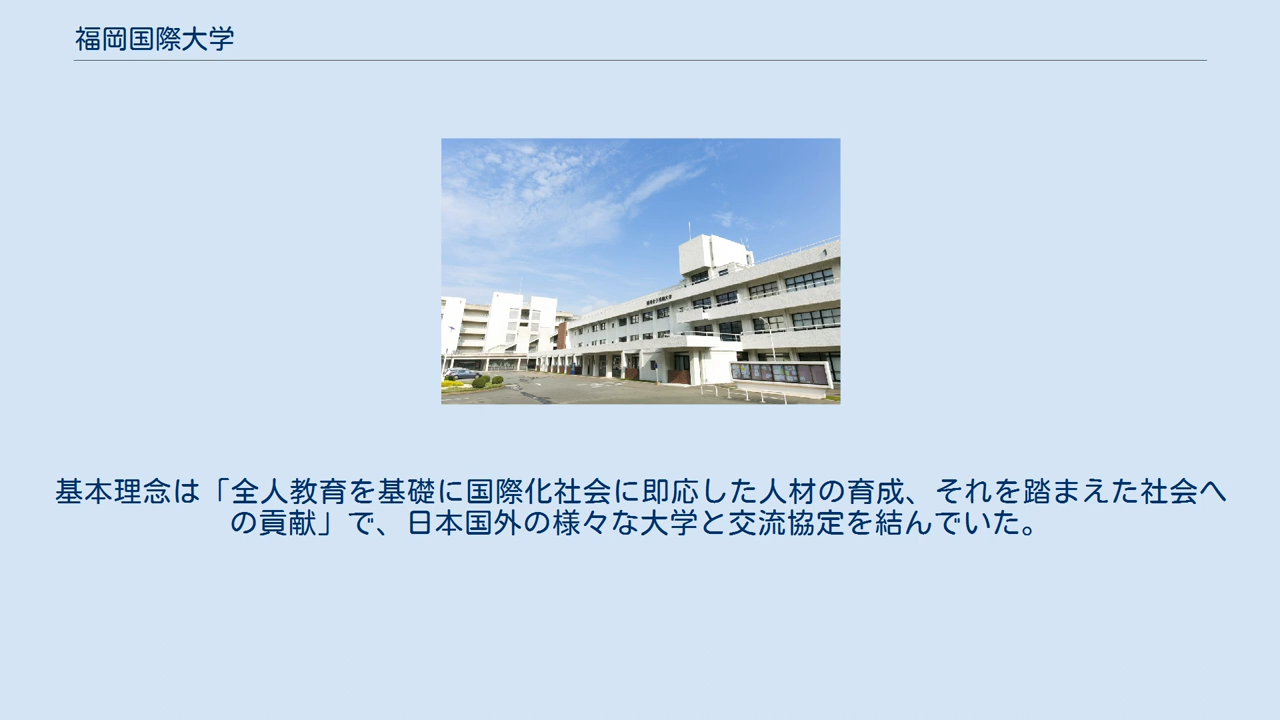 福岡国際大学
基本理念は「全人教育を基礎に国際化社会に即応した人材の育成、それを踏まえた社会へ
の貢献」で、日本国外の様々な大学と交流協定を結んでいた。